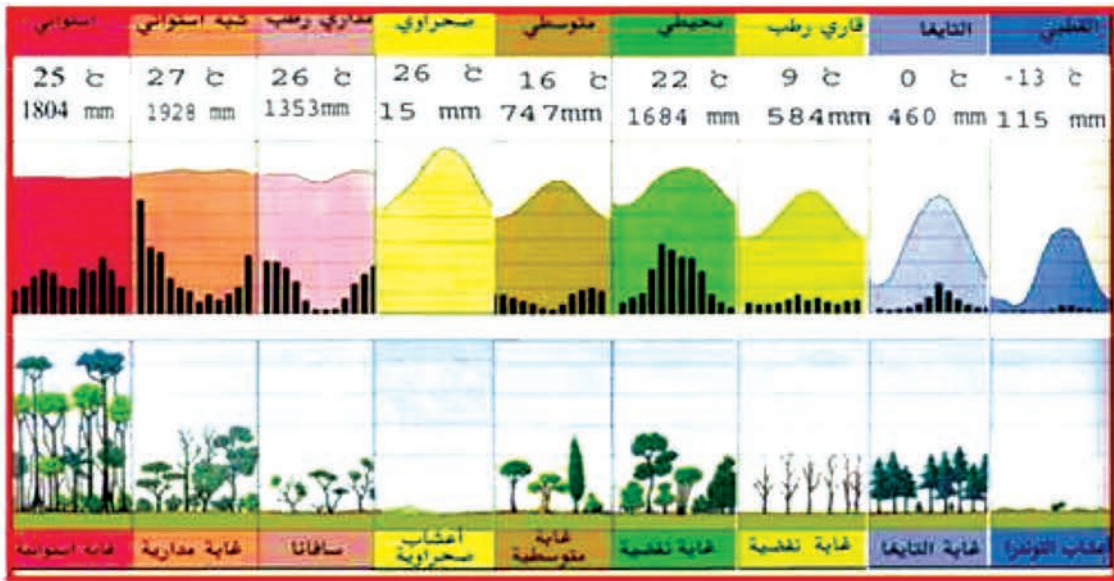 القطبي
التايغا
قاري رطب
محيطي
متوسطي
صحراوي
شبه استوائي
استوائي
مداري رطب
25 °c
27 °c
26 °c
26 °c
16 °c
22 °c
9 °c
0 °c
-13 °c
1804 mm
1928 mm
1353mm
15 mm
747mm
1684 mm
584mm
460 mm
115 mm
أعشاب التوندرا
غابة التايغا
غابة نفضية
غابة نفضية
غابة
متوسطية
أعشاب
صحراوية
سافانا
غابة مدارية
غابة استوائية